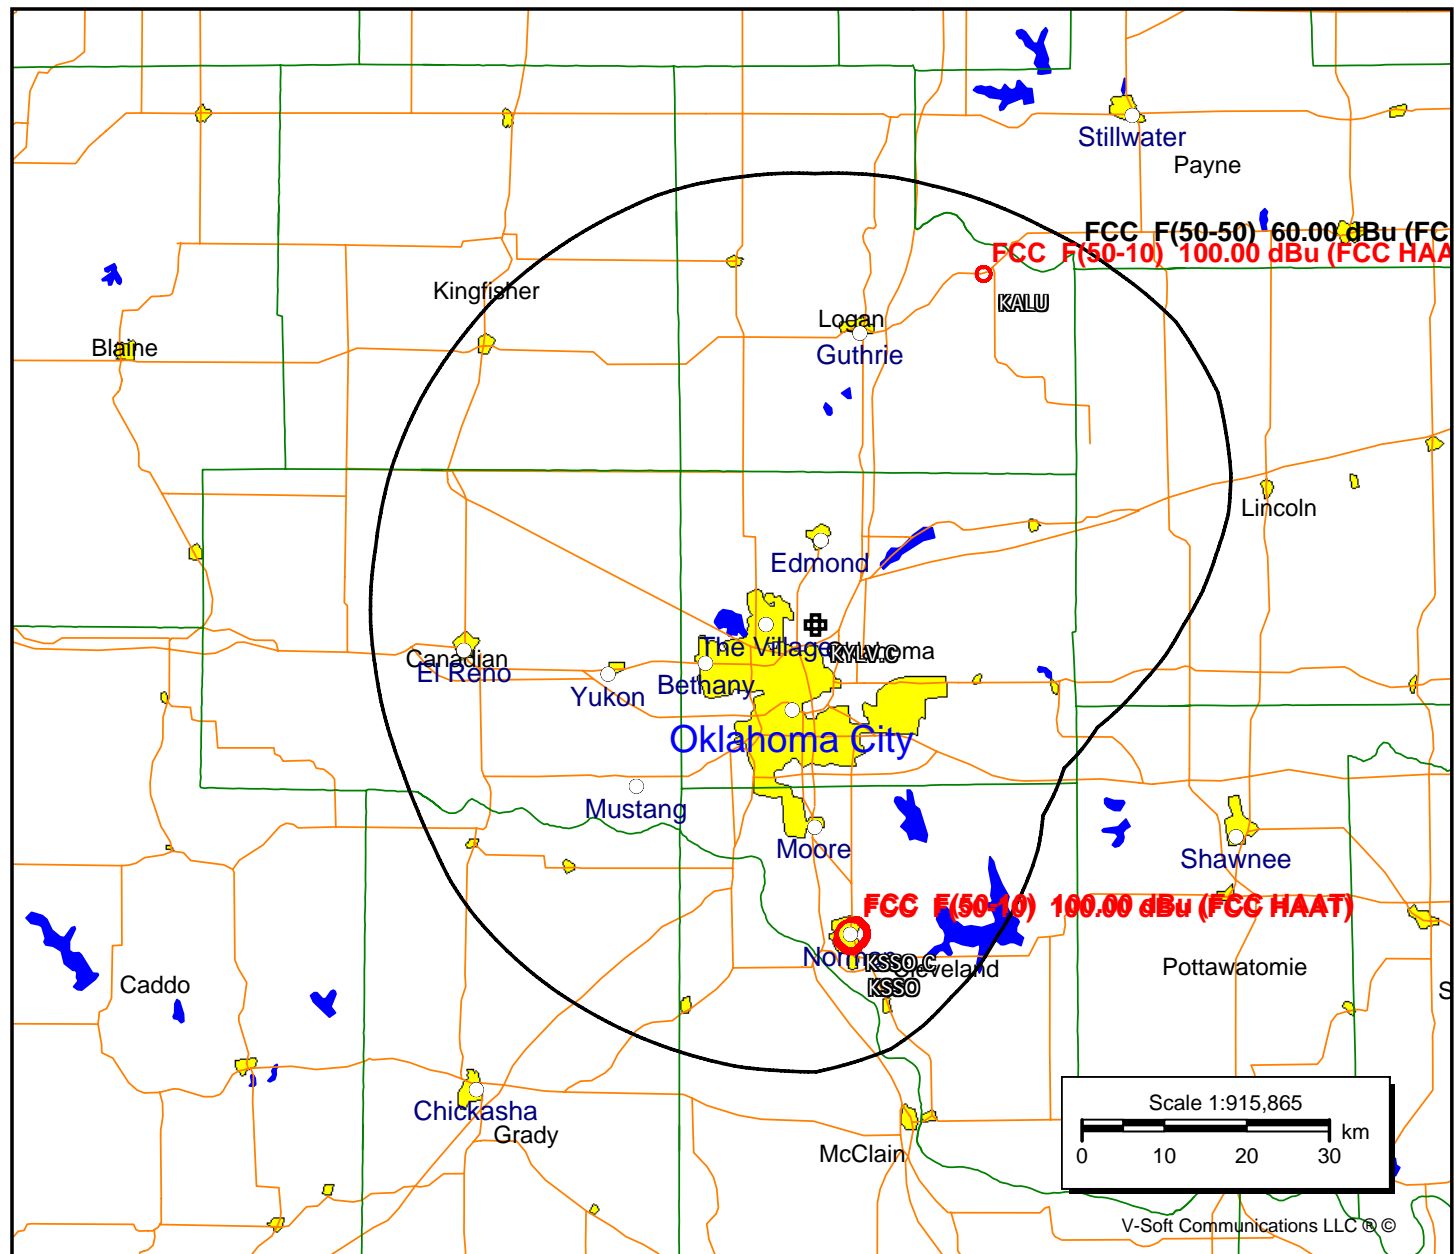 Stillwater
Payne
FCC F(50-50) 60.00 dBu (FC
FCC F(50-10) 100.00 dBu (FCC HAA
Kingfisher
KALU
Logan
Blaine
Guthrie
Lincoln
Edmond
The Village
KYLV.C
Canadian
El Reno
Bethany
Yukon
Oklahoma City
Mustang
Moore
Shawnee
FCC F(50-10) 100.00 dBu (FCC HAAT)
KSSO.C
Cleveland
Pottawatomie
Caddo
KSSO
S
Scale 1:915,865
km
0 10 20 30
Chickasha
Grady
McClain
V-Soft Communications LLC ® ©